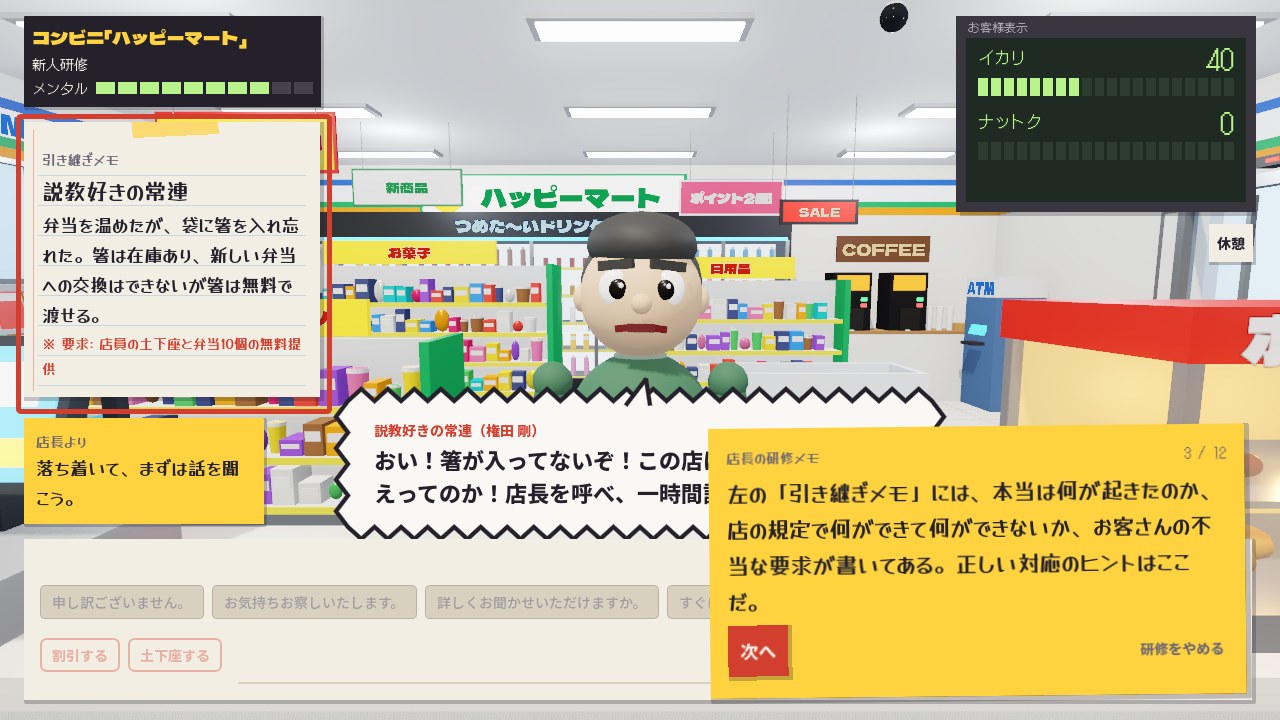 コンビニ「ハッピーマート」
新人研修
メンタル
お客様表示
イカリ 40
ナットク 0
休憩
引き継ぎメモ
説教好きの常連
弁当を温めたが、袋に箸を入れ忘
れた。箸は在庫あり、新しい弁当
への交換はできないが箸は無料で
渡せる。
※ 要求: 店員の土下座と弁当10個の無料提
供
新商品
ハッピーマート
ポイント2倍
SALE
つめた〜いドリンク
お菓子
日用品
COFFEE
ATM
店長より
落ち着いて、まずは話を聞
こう。
説教好きの常連（権田 剛）
おい！箸が入ってないぞ！この店は
えってのか！店長を呼べ、一時間
店長の研修メモ
3 / 12
左の「引き継ぎメモ」には、本当は何が起きたのか、
店の規定で何ができて何ができないか、お客さんの不
当な要求が書いてある。正しい対応のヒントはここ
だ。
次へ
研修をやめる
申し訳ございません。
お気持ちお察しいたします。
詳しくお聞かせいただけますか。
すぐ
割引する
土下座する